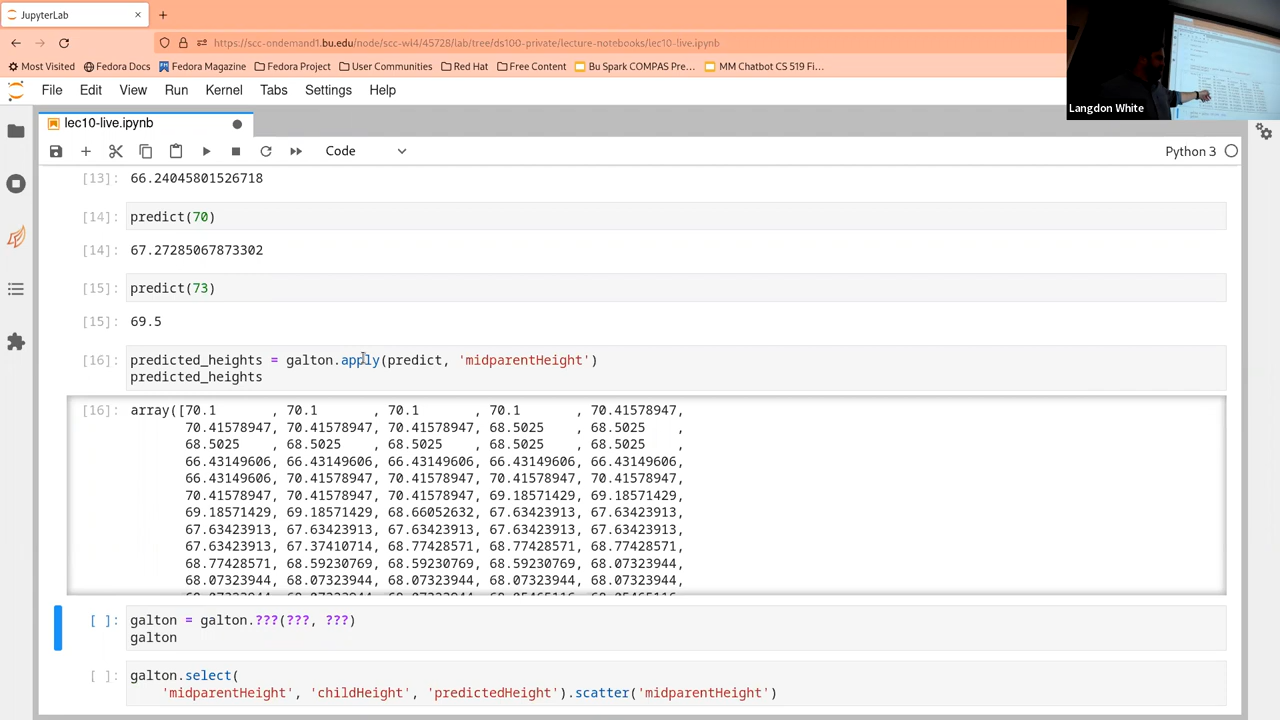 JupyterLab
https://scc-ondemand1.bu.edu/node/scc-wi4/45728/lab/tree/ds100-private/lecture-notebooks/lec10-live.ipynb
Most Visited Fedora Docs Fedora Magazine Fedora Project User Communities Red Hat Free Content Bu Spark COMPAS Pre... MM Chatbot CS 519 Fi...
Langdon White
File Edit View Run Kernel Tabs Settings Help
lec10-live.ipynb
Code
Python 3
[13]: 66.24045801526718
[14]: predict(70)
[14]: 67.27285067873302
[15]: predict(73)
[15]: 69.5
[16]: predicted_heights = galton.apply(predict, 'midparentHeight')
predicted_heights
[16]: array([70.1 , 70.1 , 70.1 , 70.1 , 70.41578947,
70.41578947, 70.41578947, 70.41578947, 68.5025 , 68.5025 ,
68.5025 , 68.5025 , 68.5025 , 68.5025 , 68.5025 ,
66.43149606, 66.43149606, 66.43149606, 66.43149606, 66.43149606,
66.43149606, 70.41578947, 70.41578947, 70.41578947, 70.41578947,
70.41578947, 70.41578947, 70.41578947, 69.18571429, 69.18571429,
69.18571429, 69.18571429, 68.66052632, 67.63423913, 67.63423913,
67.63423913, 67.63423913, 67.63423913, 67.63423913, 67.63423913,
67.63423913, 67.37410714, 68.77428571, 68.77428571, 68.77428571,
68.77428571, 68.59230769, 68.59230769, 68.59230769, 68.07323944,
68.07323944, 68.07323944, 68.07323944, 68.07323944, 68.07323944,
[ ]: galton = galton.???(???, ???)
galton
[ ]: galton.select(
'midparentHeight', 'childHeight', 'predictedHeight').scatter('midparentHeight')